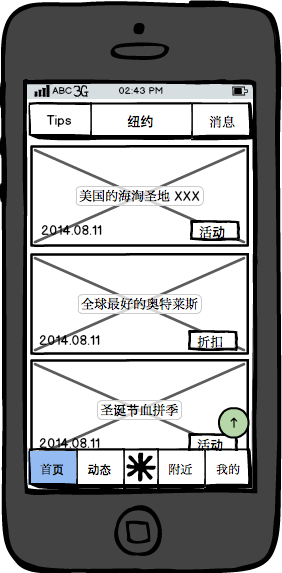 ABC 3G 02:43 PM
Tips 纽约 消息
美国的海淘圣地 XXX
2014.08.11 活动
全球最好的奥特莱斯
2014.08.11 折扣
圣诞节血拼季
2014.08.11 活动
首页 动态 附近 我的